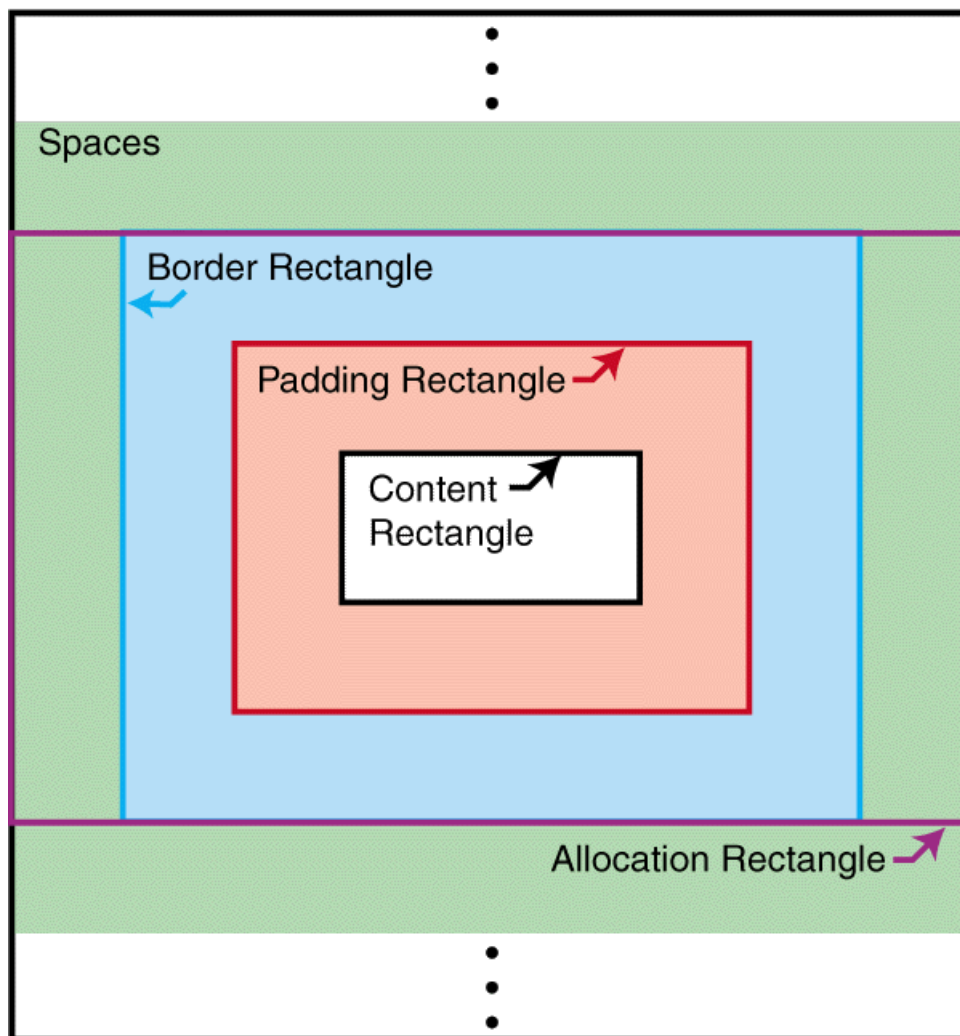 Spaces
Border Rectangle
Padding Rectangle
Content
Rectangle
Allocation Rectangle